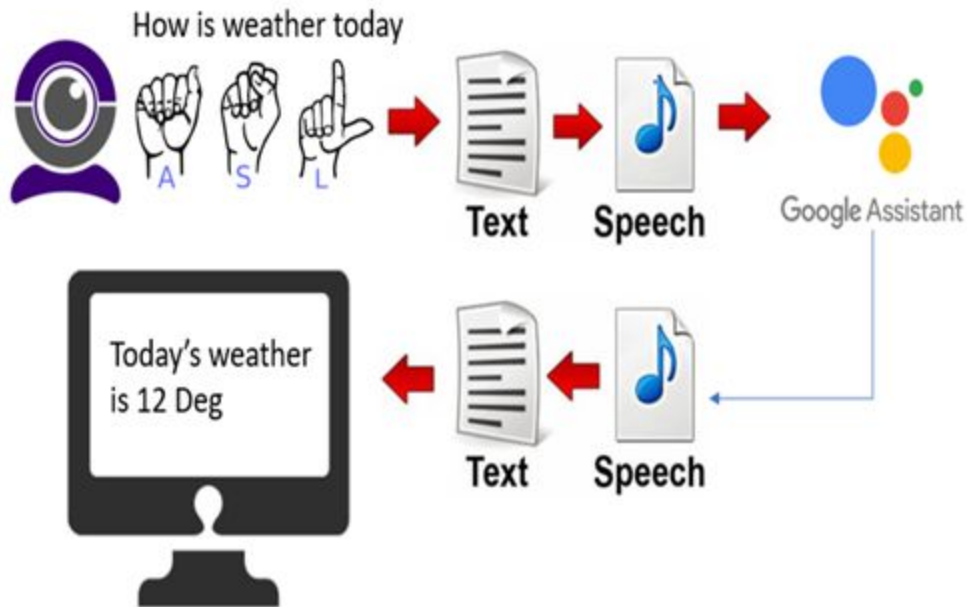 How is weather today
A S L
Text
Speech
Google Assistant
Today's weather
is 12 Deg
Text
Speech